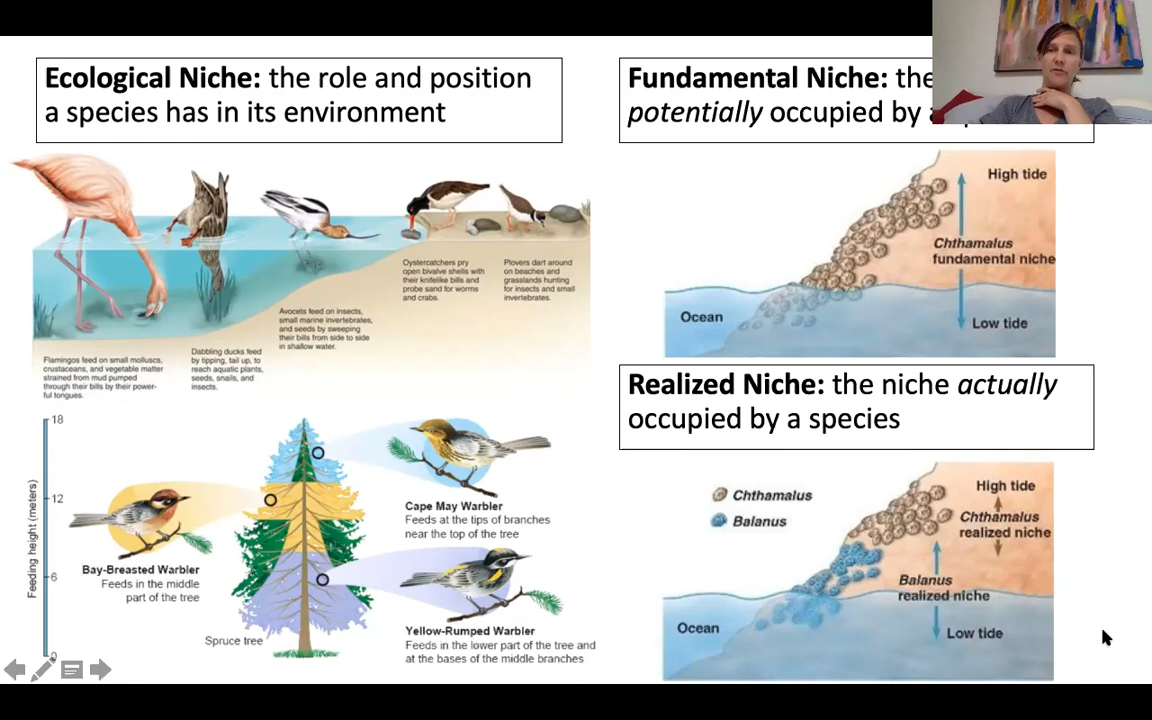 Ecological Niche: the role and position
a species has in its environment
Oystercatchers pry
open bivalve shells with
their knifelike bills and
probe sand for worms
and crabs.
Plovers dart around
on beaches and
grasslands hunting
for insects and small
invertebrates.
Avocets feed on insects,
small marine invertebrates,
and seeds by sweeping
their bills from side to side
in shallow water.
Dabbling ducks feed
by tipping, tail up, to
reach aquatic plants,
seeds, snails, and
insects.
Flamingos feed on small molluscs,
crustaceans, and vegetable matter
strained from mud pumped
through their bills by their power-
ful tongues.
18
12
6
0
Feeding height (meters)
Cape May Warbler
Feeds at the tips of branches
near the top of the tree
Bay-Breasted Warbler
Feeds in the middle
part of the tree
Yellow-Rumped Warbler
Feeds in the lower part of the tree and
at the bases of the middle branches
Spruce tree
Fundamental Niche: the
potentially occupied by
High tide
Chthamalus
fundamental niche
Ocean
Low tide
Realized Niche: the niche actually
occupied by a species
Chthamalus
Balanus
High tide
Chthamalus
realized niche
Balanus
realized niche
Ocean
Low tide